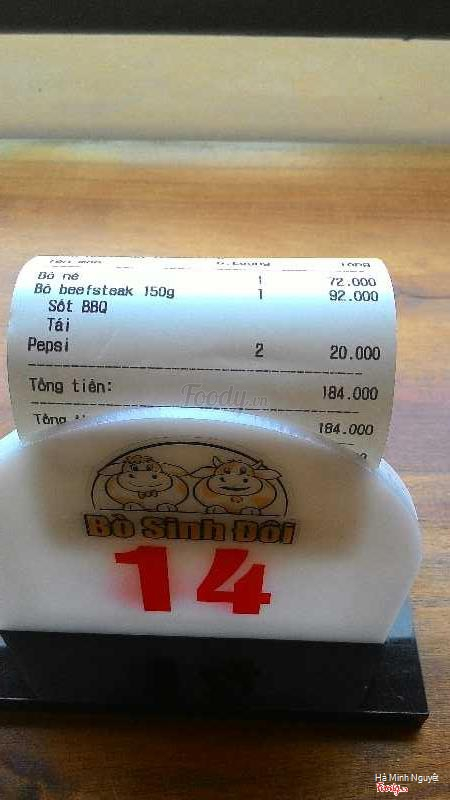 Bò né 1 72.000
Bò beefsteak 150g 1 92.000
Sốt BBQ
Tái
Pepsi 2 20.000
Tổng tiền: 184.000
Foody.vn
Tổng 184.000
Bò Sinh Đôi
14
Hà Minh Nguyệt
Foody.vn